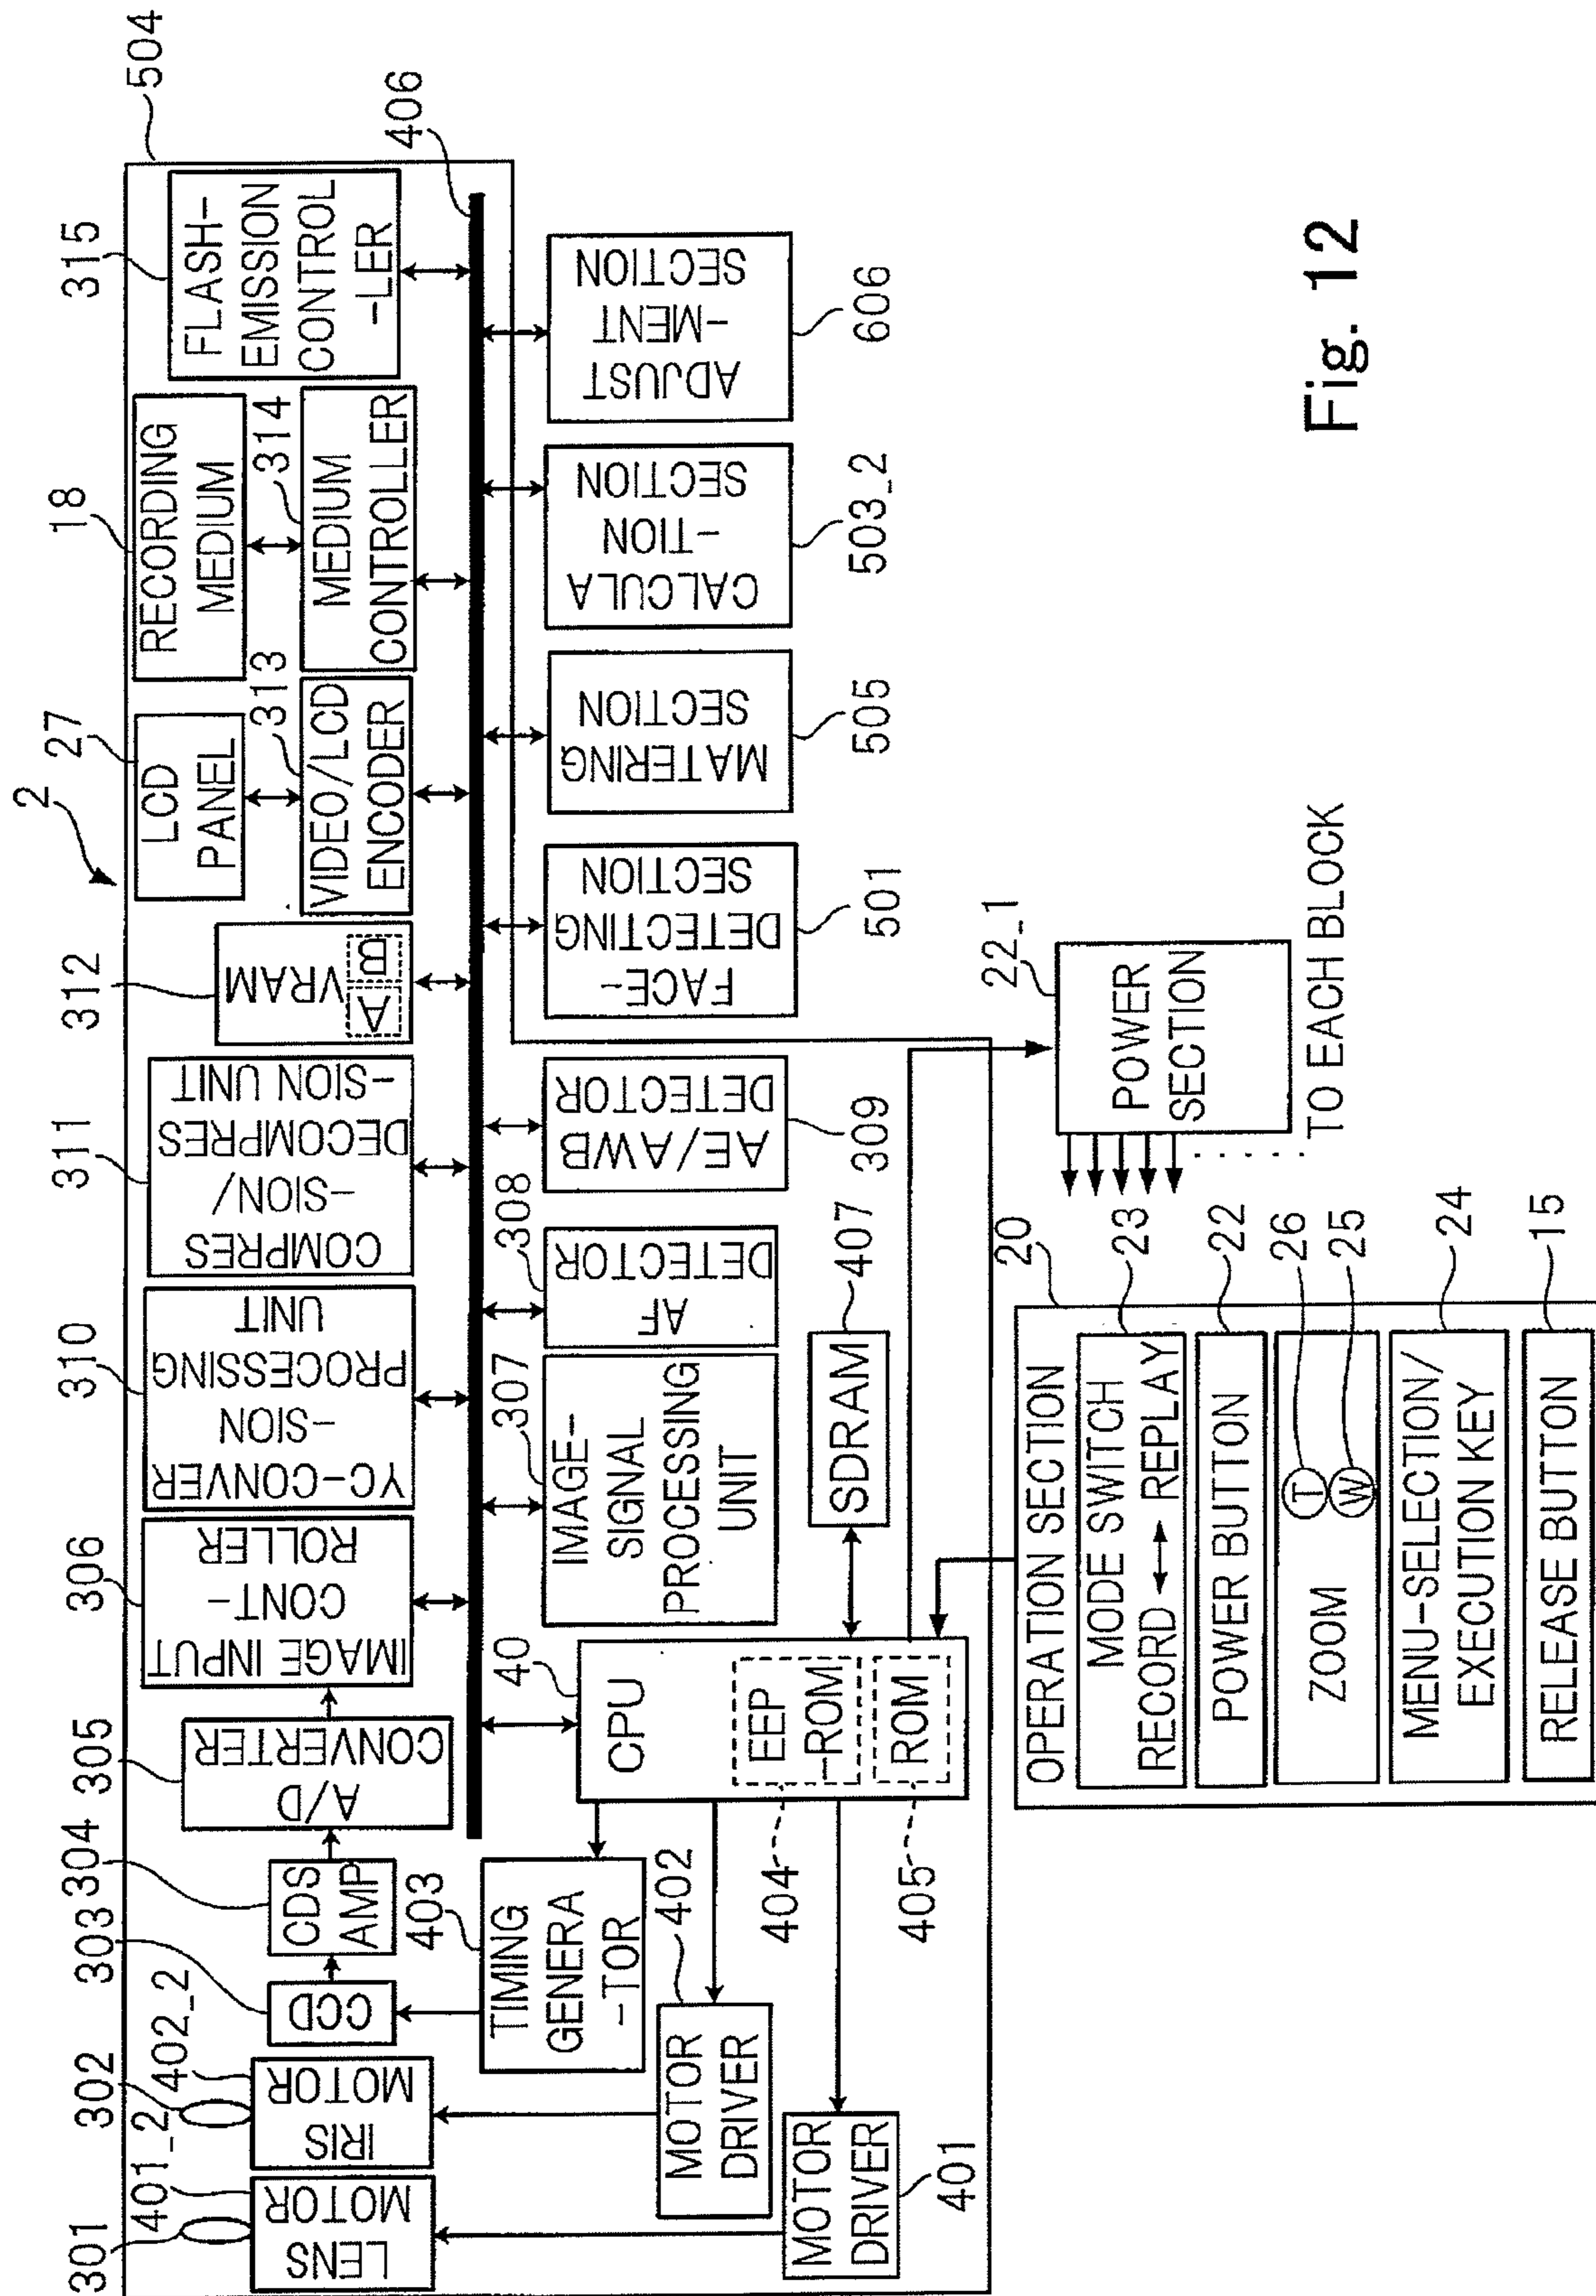 2
504
301
401_2
302
402_2
303
304
305
306
310
311
312
27
313
18
314
315
LENS
MOTOR
IRIS
MOTOR
CCD
CDS
AMP
A/D
CONVERTER
IMAGE INPUT
CONT-
ROLLER
YC-CONVER
-SION
PROCESSING
UNIT
COMPRES
-SION/
DECOMPRES
-SION UNIT
VRAM
A
B
LCD
PANEL
VIDEO/LCD
ENCODER
RECORDING
MEDIUM
MEDIUM
CONTROLLER
FLASH-
EMISSION
CONTROL
-LER
406
403
TIMING
GENERA
-TOR
402
MOTOR
DRIVER
MOTOR
DRIVER
401
40
CPU
EEP
-ROM
ROM
404
405
307
IMAGE-
SIGNAL
PROCESSING
UNIT
308
AF
DETECTOR
AE/AWB
DETECTOR
309
SDRAM
407
FACE-
DETECTING
SECTION
501
MATERING
SECTION
505
CALCULA
-TION
SECTION
503_2
ADJUST
-MENT
SECTION
606
22_1
POWER
SECTION
TO EACH BLOCK
20
OPERATION SECTION
MODE SWITCH
RECORD REPLAY
23
POWER BUTTON
22
ZOOM
T
W
26
25
MENU-SELECTION/
EXECUTION KEY
24
RELEASE BUTTON
15
Fig. 12